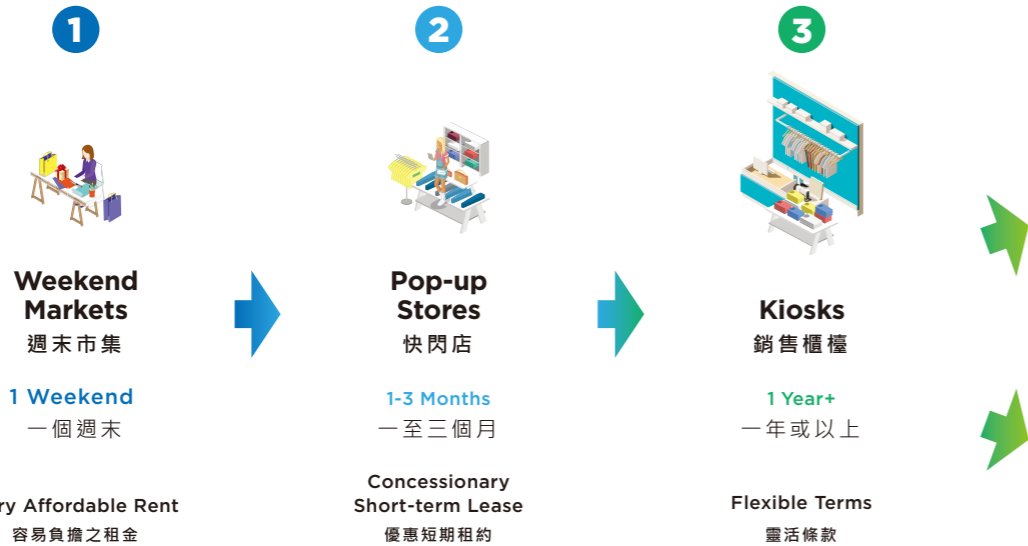 1
Weekend
Markets
週末市集
1 Weekend
一個週末
Affordable Rent
容易負擔之租金
2
Pop-up
Stores
快閃店
1-3 Months
一至三個月
Concessionary
Short-term Lease
優惠短期租約
3
Kiosks
銷售櫃檯
1 Year+
一年或以上
Flexible Terms
靈活條款